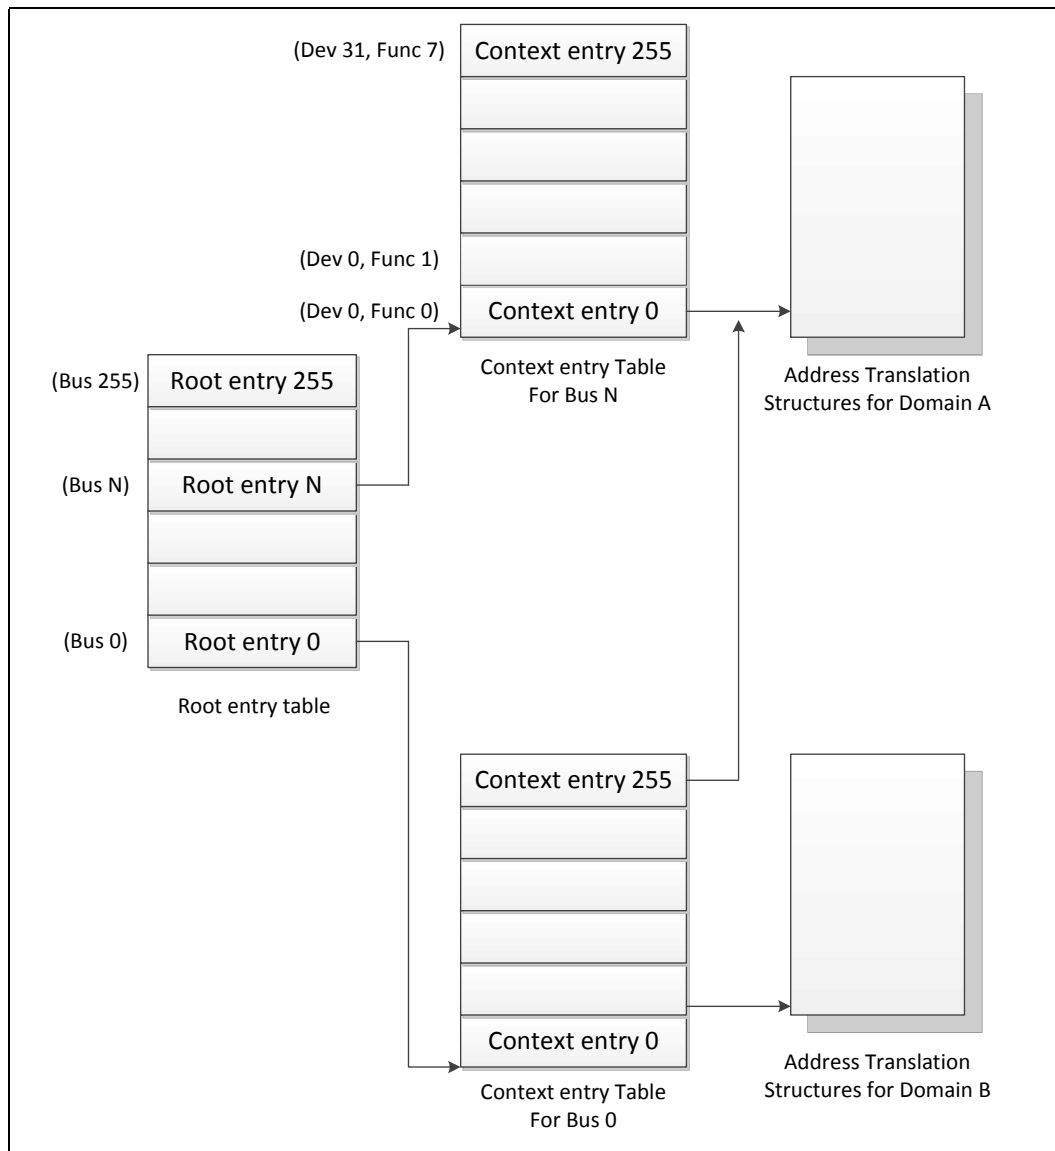 (Dev 31, Func 7)
Context entry 255
(Dev 0, Func 1)
(Dev 0, Func 0)
Context entry 0
Context entry Table
For Bus N
Address Translation
Structures for Domain A
(Bus 255)
Root entry 255
(Bus N)
Root entry N
(Bus 0)
Root entry 0
Root entry table
Context entry 255
Context entry 0
Context entry Table
For Bus 0
Address Translation
Structures for Domain B